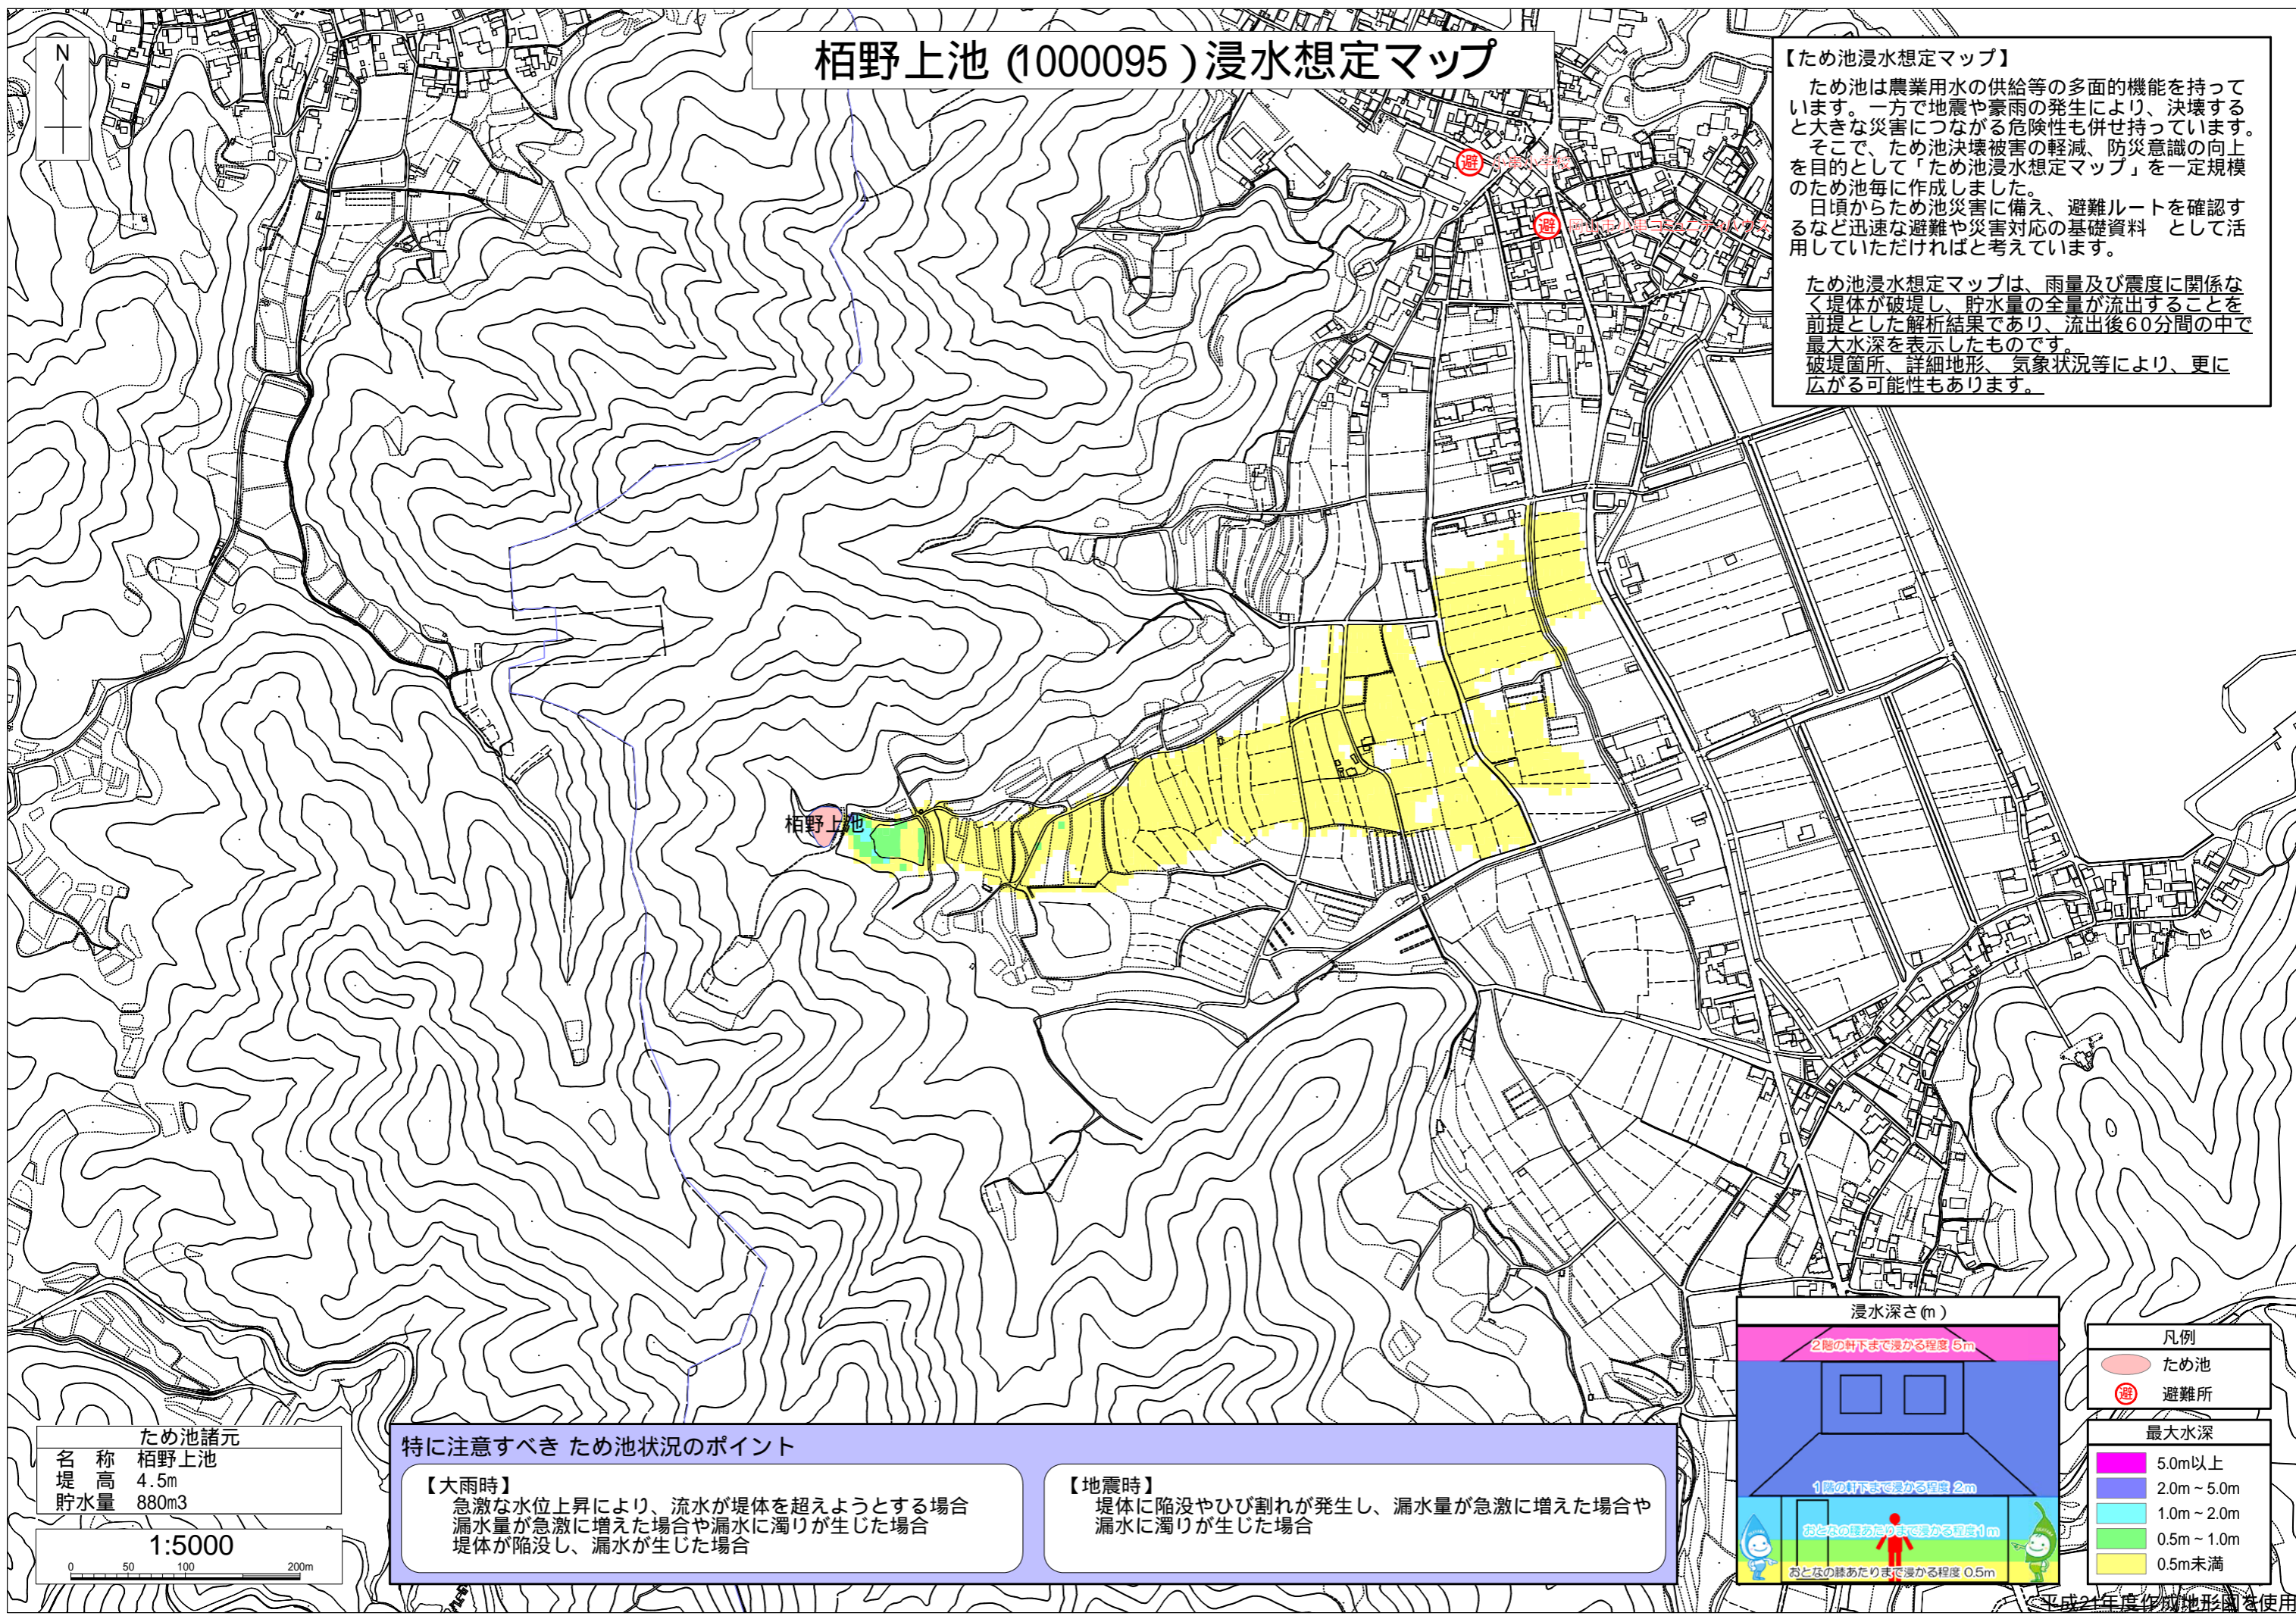 栢野上池 (1000095 ) 浸水想定マップ
N
【ため池浸水想定マップ】
ため池は農業用水の供給等の多面的機能を持って
います。一方で地震や豪雨の発生により、決壊する
と大きな災害につながる危険性も併せ持っています。
そこで、ため池決壊被害の軽減、防災意識の向上
を目的として「ため池浸水想定マップ」を一定規模
のため池毎に作成しました。
日頃からため池災害に備え、避難ルートを確認す
るなど迅速な避難や災害対応の基礎資料　として活
用していただければと考えています。
ため池浸水想定マップは、雨量及び震度に関係な
く堤体が破堤し、貯水量の全量が流出することを
前提とした解析結果であり、流出後60分間の中で
最大水深を表示したものです。
破堤箇所、詳細地形、 気象状況等により、更に
広がる可能性もあります。
避
避
栢野上池
ため池諸元
名　称　栢野上池
堤　高　4.5m
貯水量　880m3
1:5000
0 50 100 200m
特に注意すべき ため池状況のポイント
【大雨時】
急激な水位上昇により、流水が堤体を超えようとする場合
漏水量が急激に増えた場合や漏水に濁りが生じた場合
堤体が陥没し、漏水が生じた場合
【地震時】
堤体に陥没やひび割れが発生し、漏水量が急激に増えた場合や
漏水に濁りが生じた場合
浸水深さ(m )
2階の軒下まで浸かる程度 5m
1階の軒下まで浸かる程度 2m
おとなの腰あたりまで浸かる程度1m
おとなの膝あたりまで浸かる程度 0.5m
凡例
ため池
避 避難所
最大水深
5.0m以上
2.0m ~ 5.0m
1.0m ~ 2.0m
0.5m ~ 1.0m
0.5m未満
平成21年度作成地形図を使用